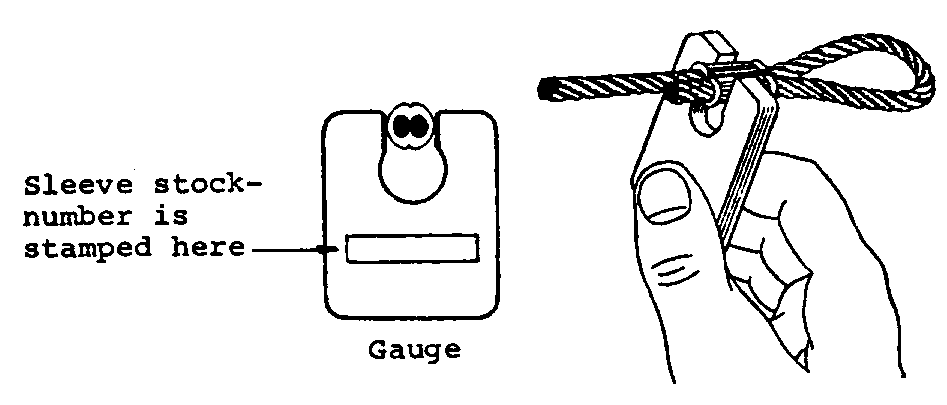 Sleeve stock-
number is
stamped here
Gauge